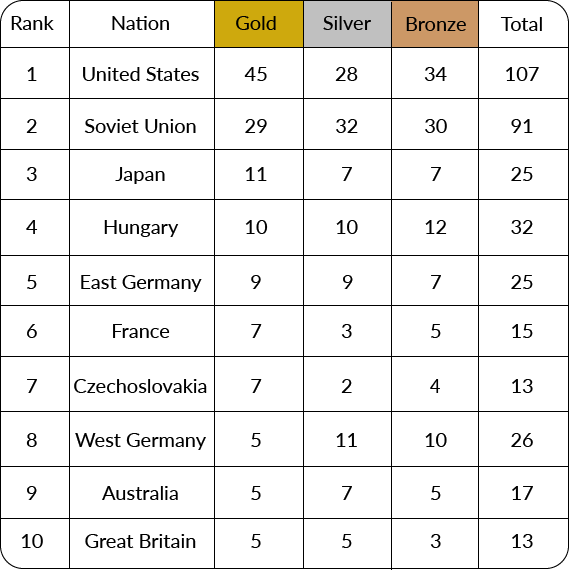 Rank Nation Gold Silver Bronze Total
1 United States 45 28 34 107
2 Soviet Union 29 32 30 91
3 Japan 11 7 7 25
4 Hungary 10 10 12 32
5 East Germany 9 9 7 25
6 France 7 3 5 15
7 Czechoslovakia 7 2 4 13
8 West Germany 5 11 10 26
9 Australia 5 7 5 17
10 Great Britain 5 5 3 13